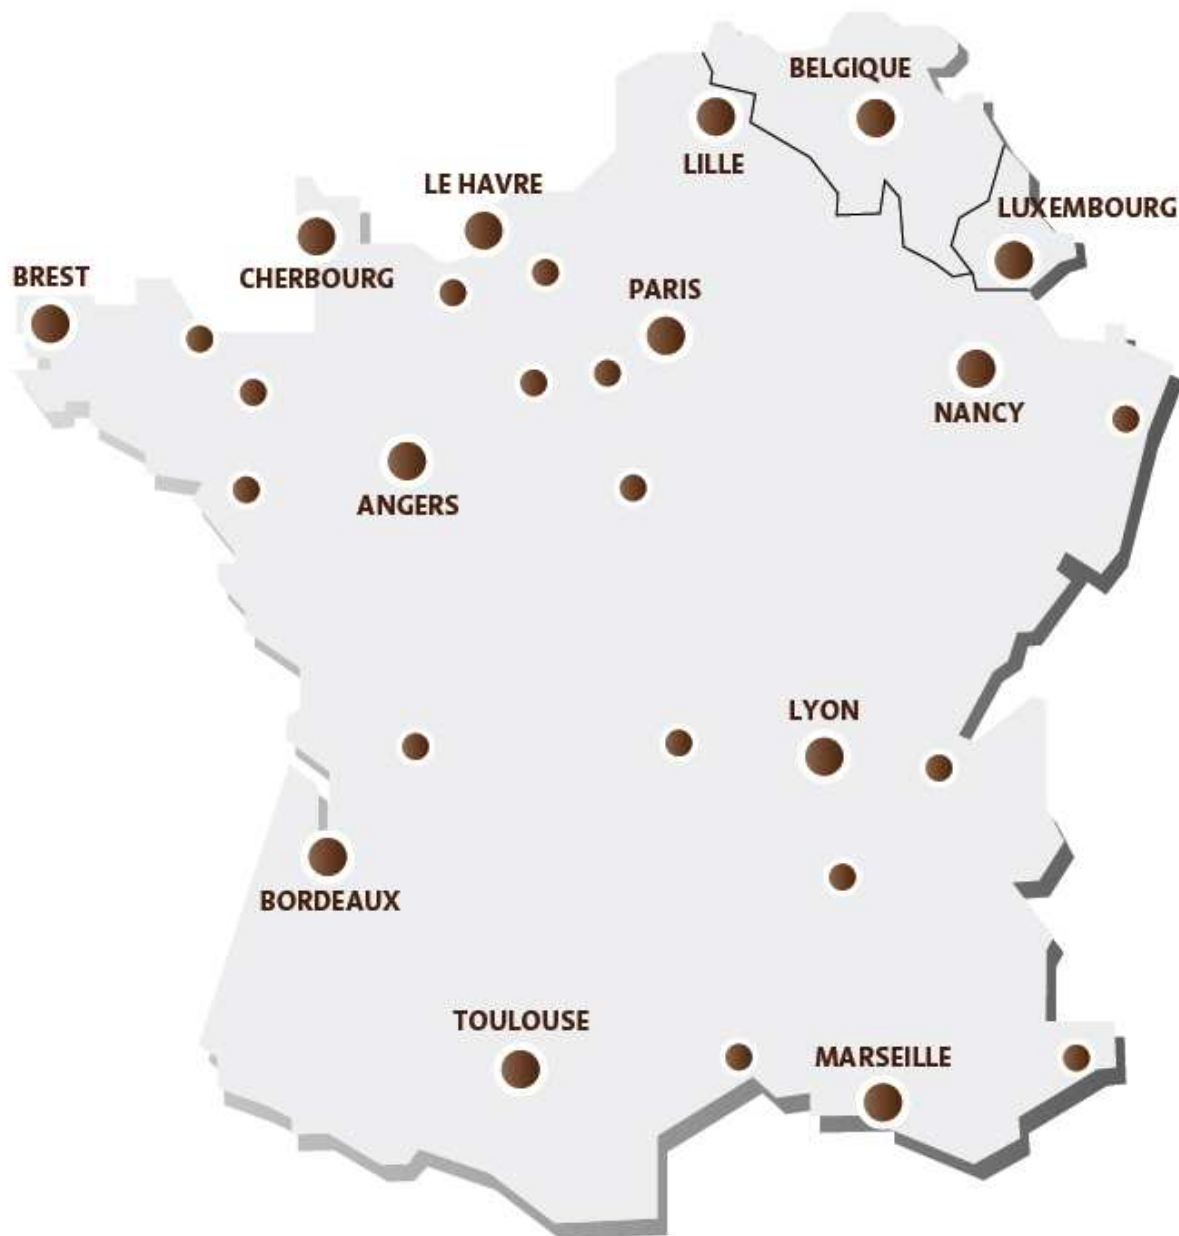 BELGIQUE
LILLE
LE HAVRE
LUXEMBOURG
CHERBOURG
BREST
PARIS
NANCY
ANGERS
LYON
BORDEAUX
TOULOUSE
MARSEILLE